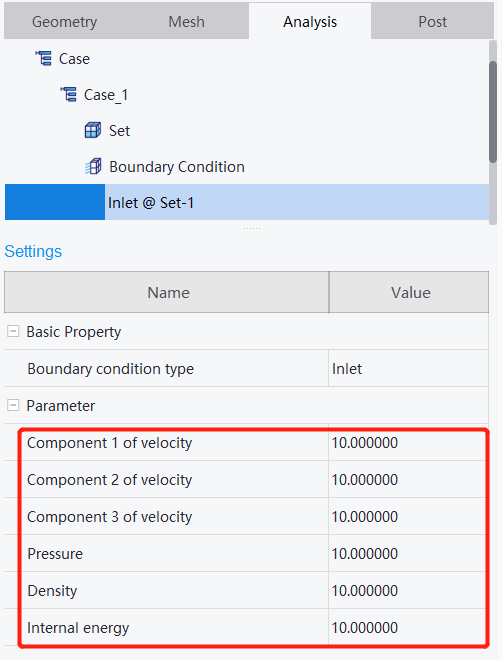 Geometry Mesh Analysis Post
Case
Case_1
Set
Boundary Condition
Inlet @ Set-1
Settings
Name Value
Basic Property
Boundary condition type Inlet
Parameter
Component 1 of velocity 10.000000
Component 2 of velocity 10.000000
Component 3 of velocity 10.000000
Pressure 10.000000
Density 10.000000
Internal energy 10.000000